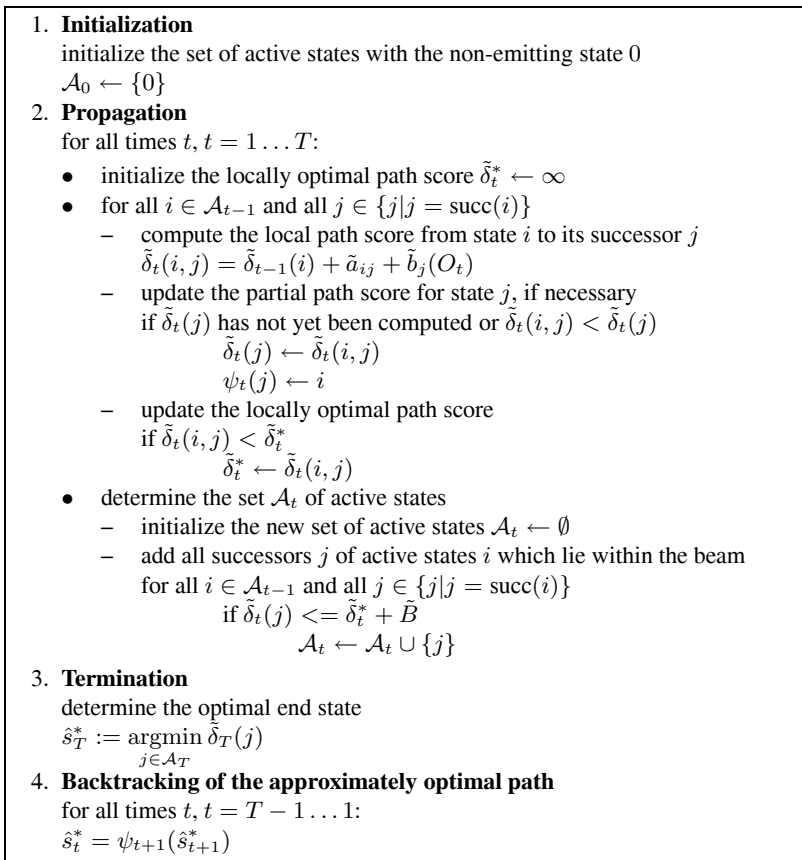 1. Initialization
initialize the set of active states with the non-emitting state 0
𝒜₀ ← {0}
2. Propagation
for all times t, t = 1 … T:
• initialize the locally optimal path score δ̃*ₜ ← ∞
• for all i ∈ 𝒜ₜ₋₁ and all j ∈ {j|j = succ(i)}
– compute the local path score from state i to its successor j
δ̃ₜ(i, j) = δ̃ₜ₋₁(i) + ãᵢⱼ + b̃ⱼ(Oₜ)
– update the partial path score for state j, if necessary
if δ̃ₜ(j) has not yet been computed or δ̃ₜ(i, j) < δ̃ₜ(j)
δ̃ₜ(j) ← δ̃ₜ(i, j)
ψₜ(j) ← i
– update the locally optimal path score
if δ̃ₜ(i, j) < δ̃*ₜ
δ̃*ₜ ← δ̃ₜ(i, j)
• determine the set 𝒜ₜ of active states
– initialize the new set of active states 𝒜ₜ ← ∅
– add all successors j of active states i which lie within the beam
for all i ∈ 𝒜ₜ₋₁ and all j ∈ {j|j = succ(i)}
if δ̃ₜ(j) <= δ̃*ₜ + B̃
𝒜ₜ ← 𝒜ₜ ∪ {j}
3. Termination
determine the optimal end state
ŝ*_T := argmin δ̃_T(j)
j∈𝒜_T
4. Backtracking of the approximately optimal path
for all times t, t = T − 1 … 1:
ŝ*ₜ = ψₜ₊₁(ŝ*ₜ₊₁)